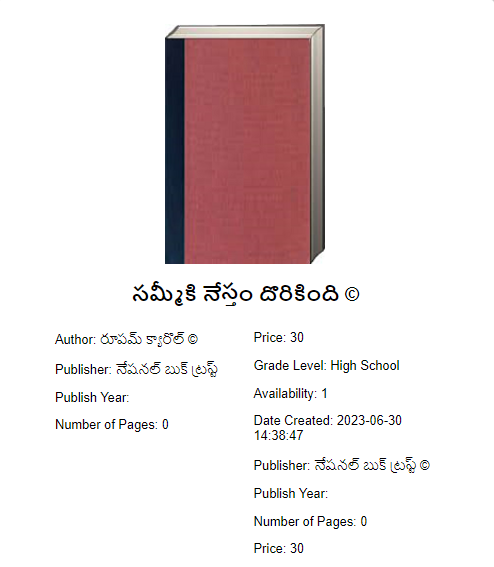 సమ్మీకి నేస్తం దొరికింది ©
Author: రూపమ్ క్యారొల్ ©
Publisher: నేషనల్ బుక్ ట్రస్ట్
Publish Year:
Number of Pages: 0
Price: 30
Grade Level: High School
Availability: 1
Date Created: 2023-06-30
14:38:47
Publisher: నేషనల్ బుక్ ట్రస్ట్ ©
Publish Year:
Number of Pages: 0
Price: 30